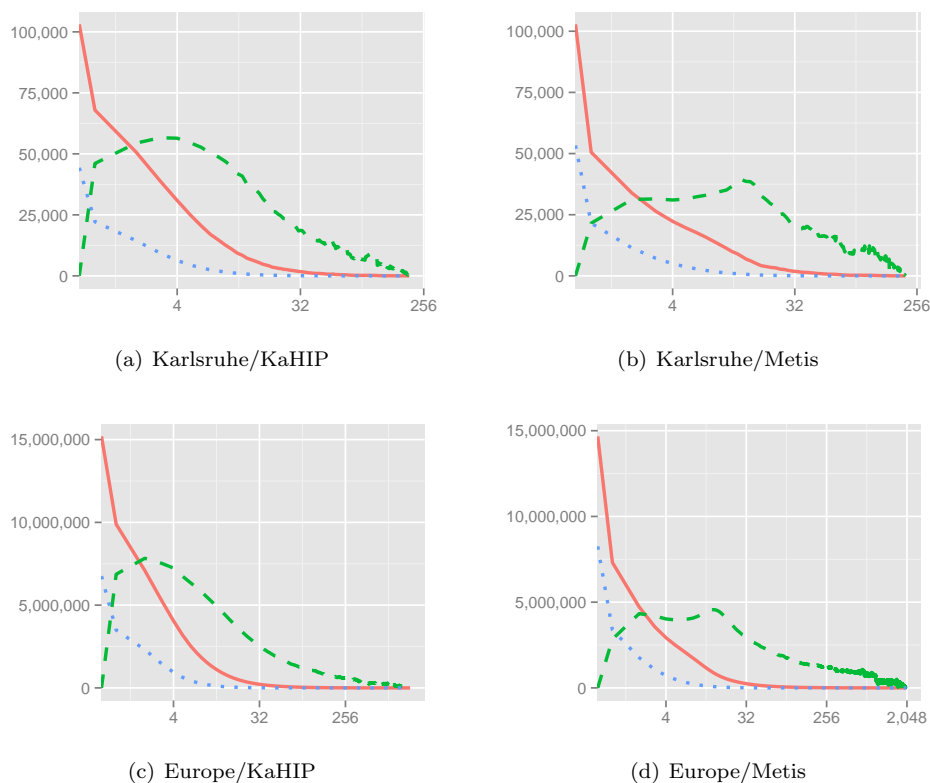 100,000
75,000
50,000
25,000
0
4 32 256
(a) Karlsruhe/KaHIP
100,000
75,000
50,000
25,000
0
4 32 256
(b) Karlsruhe/Metis
15,000,000
10,000,000
5,000,000
0
4 32 256
(c) Europe/KaHIP
15,000,000
10,000,000
5,000,000
0
4 32 256 2,048
(d) Europe/Metis